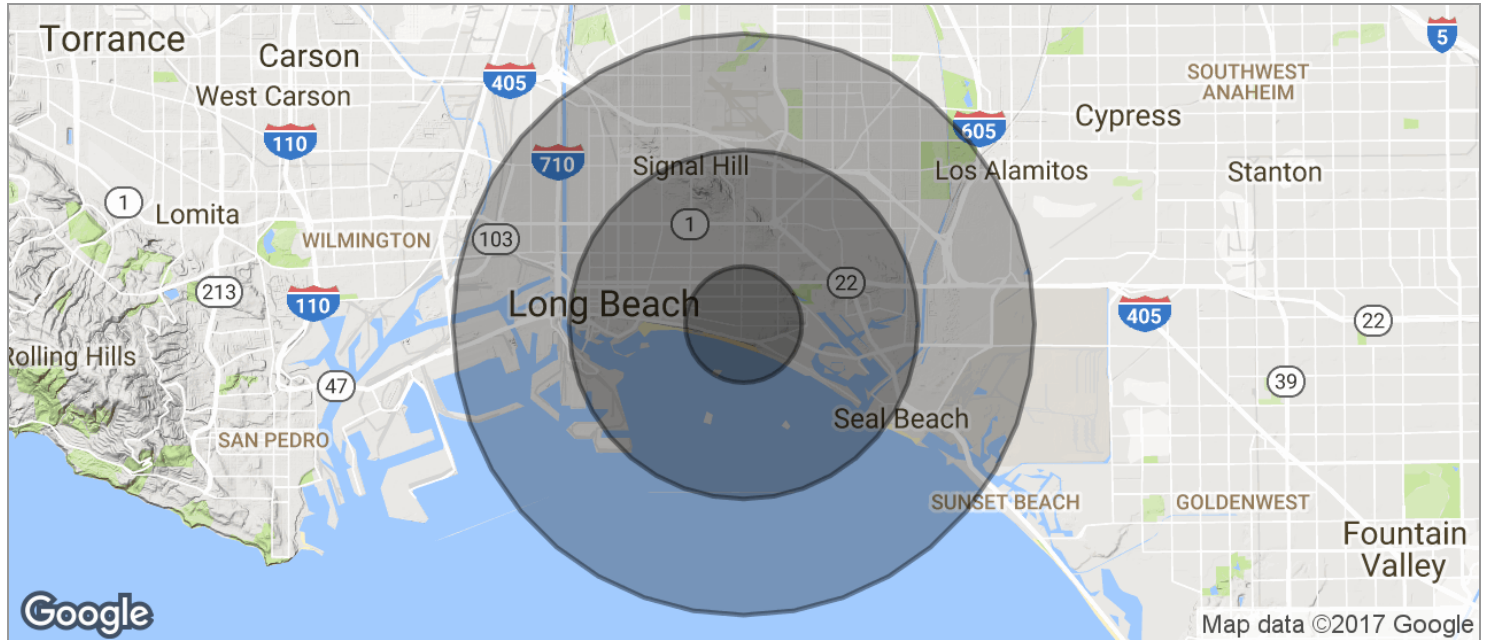 Torrance
Carson
5
405
West Carson
SOUTHWEST
ANAHEIM
110
Cypress
605
710
Signal Hill
Los Alamitos
Stanton
1
Lomita
1
WILMINGTON
103
213
22
110
Long Beach
405
22
Rolling Hills
47
39
Seal Beach
SAN PEDRO
SUNSET BEACH
GOLDENWEST
Fountain
Valley
Google
Map data ©2017 Google